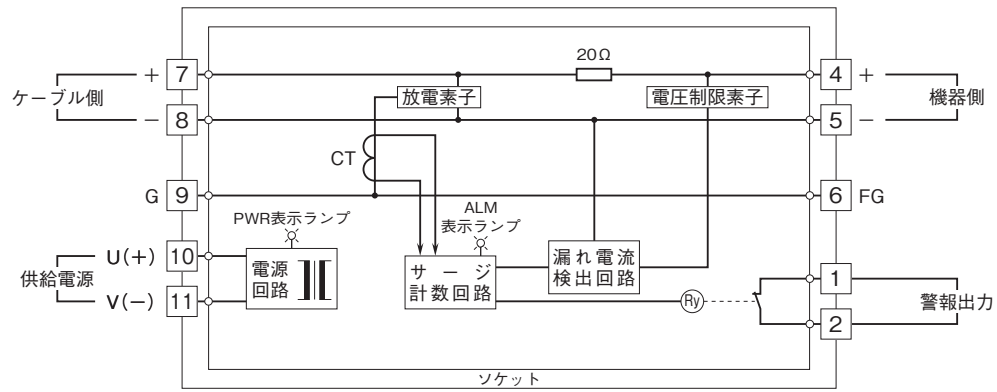 20Ω
+ 7
4 +
ケーブル側
放電素子
電圧制限素子
機器側
− 8
5 −
CT
G 9
6 FG
PWR表示ランプ
ALM
表示ランプ
U(+) 10
供給電源
電源
回路
サージ
計数回路
漏れ電流
検出回路
1
V(−) 11
Ry
警報出力
2
ソケット